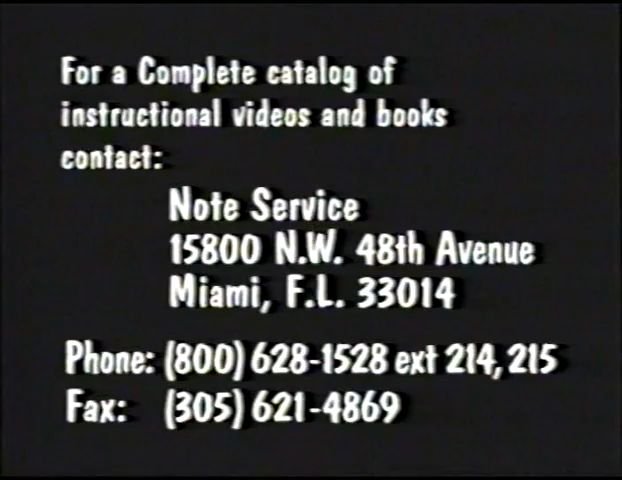 For a Complete catalog of
instructional videos and books
contact:
Note Service
15800 N.W. 48th Avenue
Miami, F.L. 33014
Phone: (800) 628-1528 ext 214, 215
Fax: (305) 621-4869